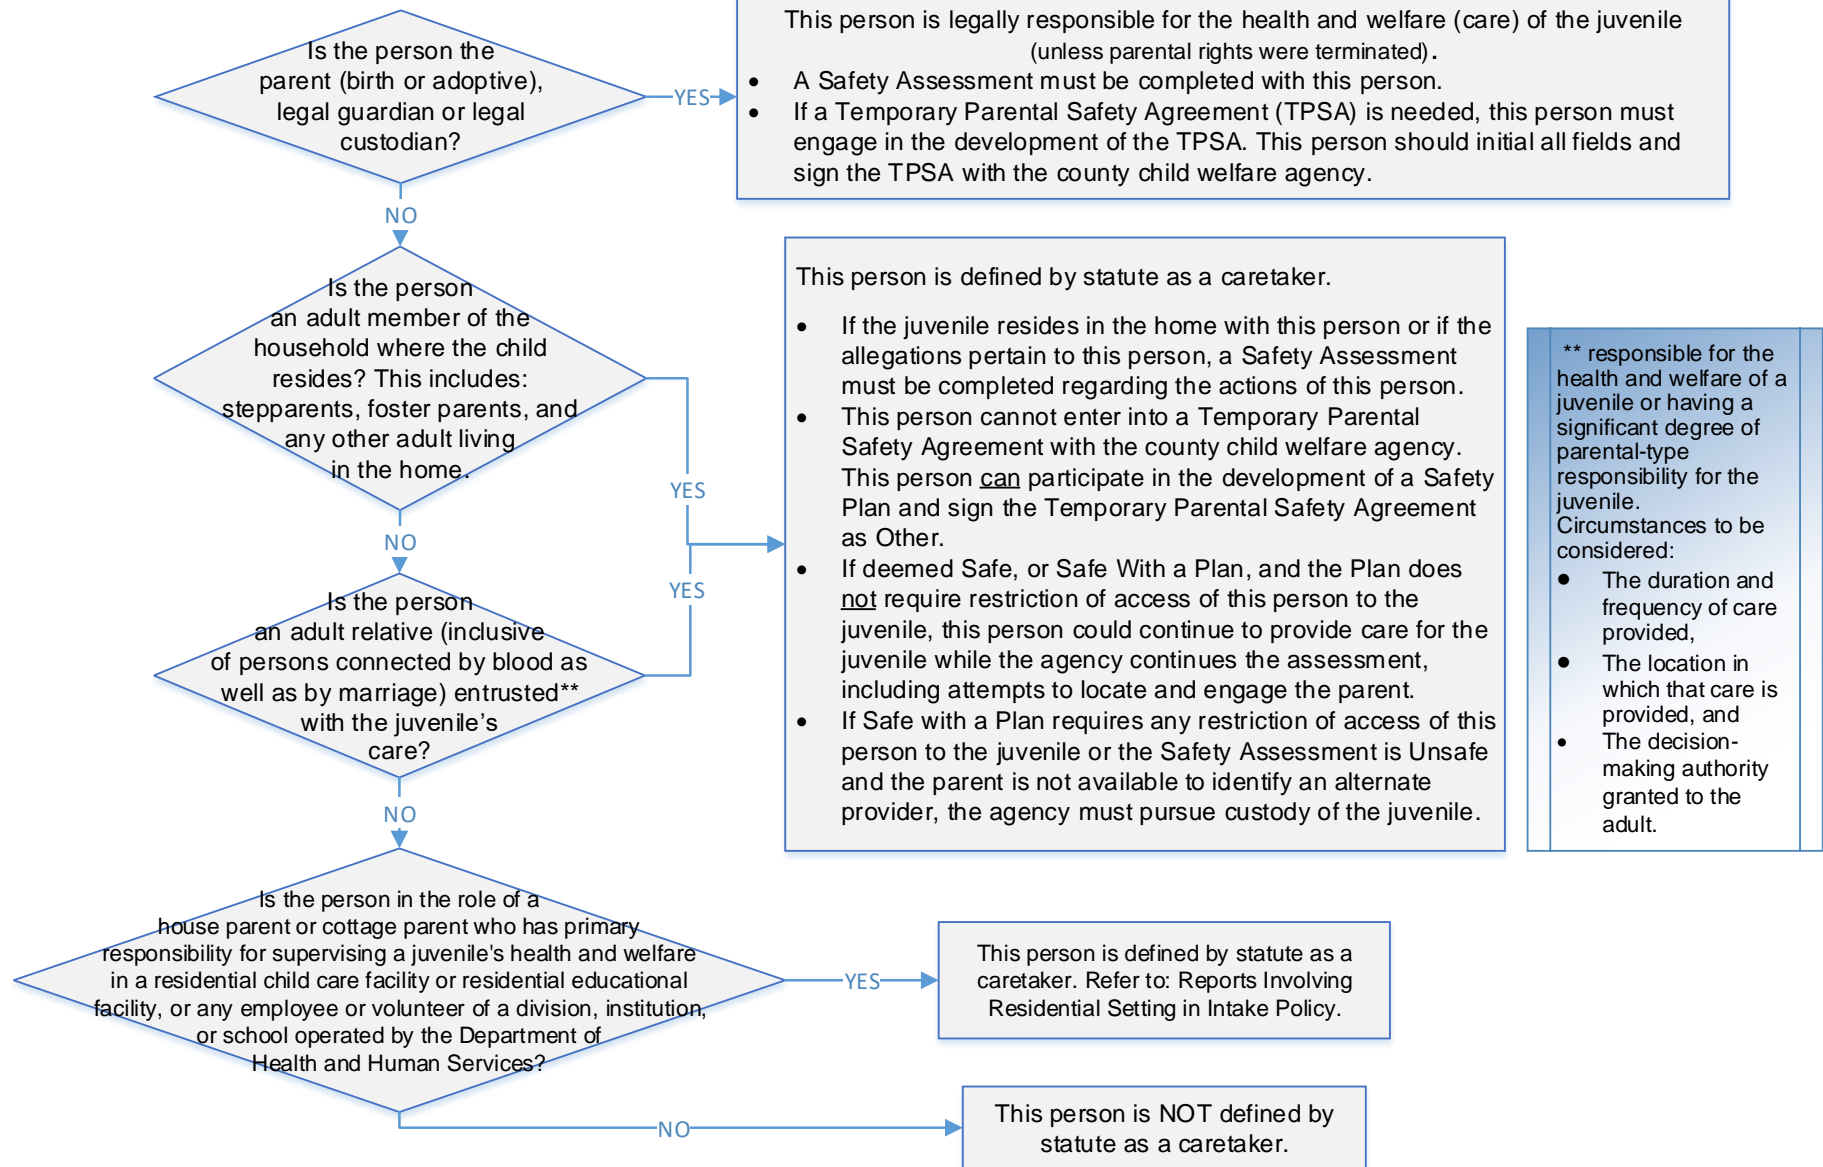 Is the person the
parent (birth or adoptive),
legal guardian or legal
custodian?
YES
This person is legally responsible for the health and welfare (care) of the juvenile
(unless parental rights were terminated).
• A Safety Assessment must be completed with this person.
• If a Temporary Parental Safety Agreement (TPSA) is needed, this person must
engage in the development of the TPSA. This person should initial all fields and
sign the TPSA with the county child welfare agency.
NO
Is the person
an adult member of the
household where the child
resides? This includes:
stepparents, foster parents, and
any other adult living
in the home.
YES
NO
Is the person
an adult relative (inclusive
of persons connected by blood as
well as by marriage) entrusted**
with the juvenile’s
care?
YES
This person is defined by statute as a caretaker.
• If the juvenile resides in the home with this person or if the
allegations pertain to this person, a Safety Assessment
must be completed regarding the actions of this person.
• This person cannot enter into a Temporary Parental
Safety Agreement with the county child welfare agency.
This person can participate in the development of a Safety
Plan and sign the Temporary Parental Safety Agreement
as Other.
• If deemed Safe, or Safe With a Plan, and the Plan does
not require restriction of access of this person to the
juvenile, this person could continue to provide care for the
juvenile while the agency continues the assessment,
including attempts to locate and engage the parent.
• If Safe with a Plan requires any restriction of access of this
person to the juvenile or the Safety Assessment is Unsafe
and the parent is not available to identify an alternate
provider, the agency must pursue custody of the juvenile.
** responsible for the
health and welfare of a
juvenile or having a
significant degree of
parental-type
responsibility for the
juvenile.
Circumstances to be
considered:
• The duration and
frequency of care
provided,
• The location in
which that care is
provided, and
• The decision-
making authority
granted to the
adult.
NO
Is the person in the role of a
house parent or cottage parent who has primary
responsibility for supervising a juvenile's health and welfare
in a residential child care facility or residential educational
facility, or any employee or volunteer of a division, institution,
or school operated by the Department of
Health and Human Services?
YES
This person is defined by statute as a
caretaker. Refer to: Reports Involving
Residential Setting in Intake Policy.
NO
This person is NOT defined by
statute as a caretaker.